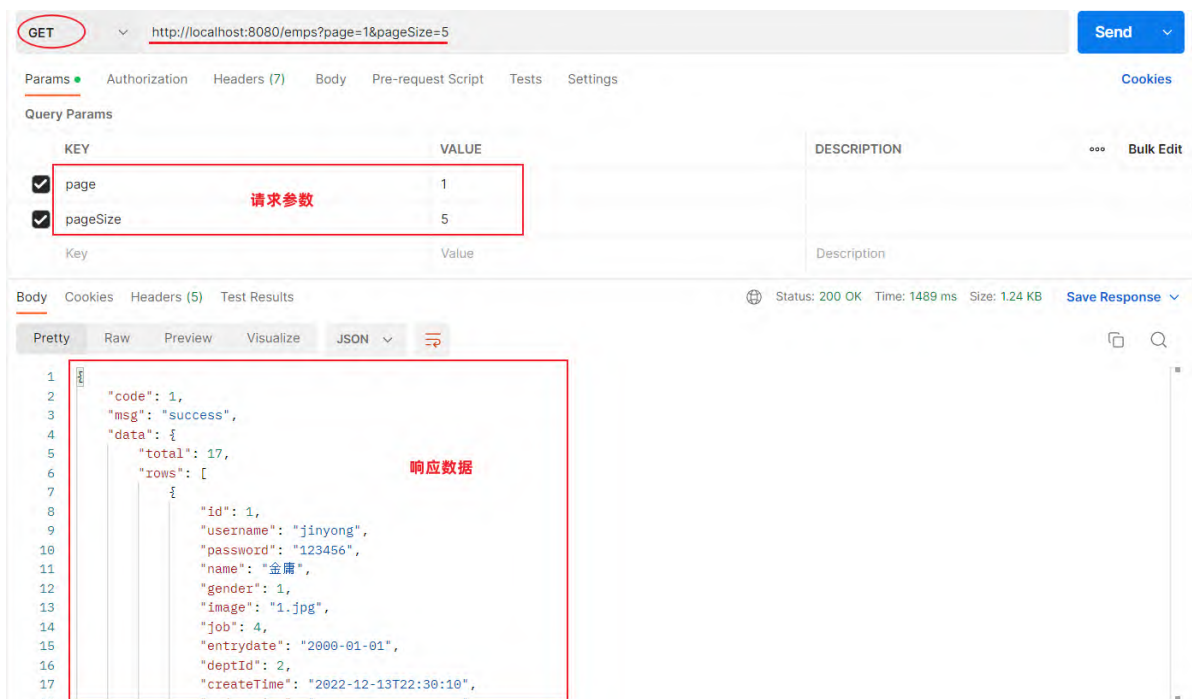 GET http://localhost:8080/emps?page=1&pageSize=5 Send
Params Authorization Headers (7) Body Pre-request Script Tests Settings Cookies
Query Params
KEY VALUE DESCRIPTION ooo Bulk Edit
page 1
请求参数
pageSize 5
Key Value Description
Body Cookies Headers (5) Test Results Status: 200 OK Time: 1489 ms Size: 1.24 KB Save Response
Pretty Raw Preview Visualize JSON
1 {
2 "code": 1,
3 "msg": "success",
4 "data": {
5 "total": 17,
响应数据
6 "rows": [
7 {
8 "id": 1,
9 "username": "jinyong",
10 "password": "123456",
11 "name": "金庸",
12 "gender": 1,
13 "image": "1.jpg",
14 "job": 4,
15 "entrydate": "2000-01-01",
16 "deptId": 2,
17 "createTime": "2022-12-13T22:30:10",